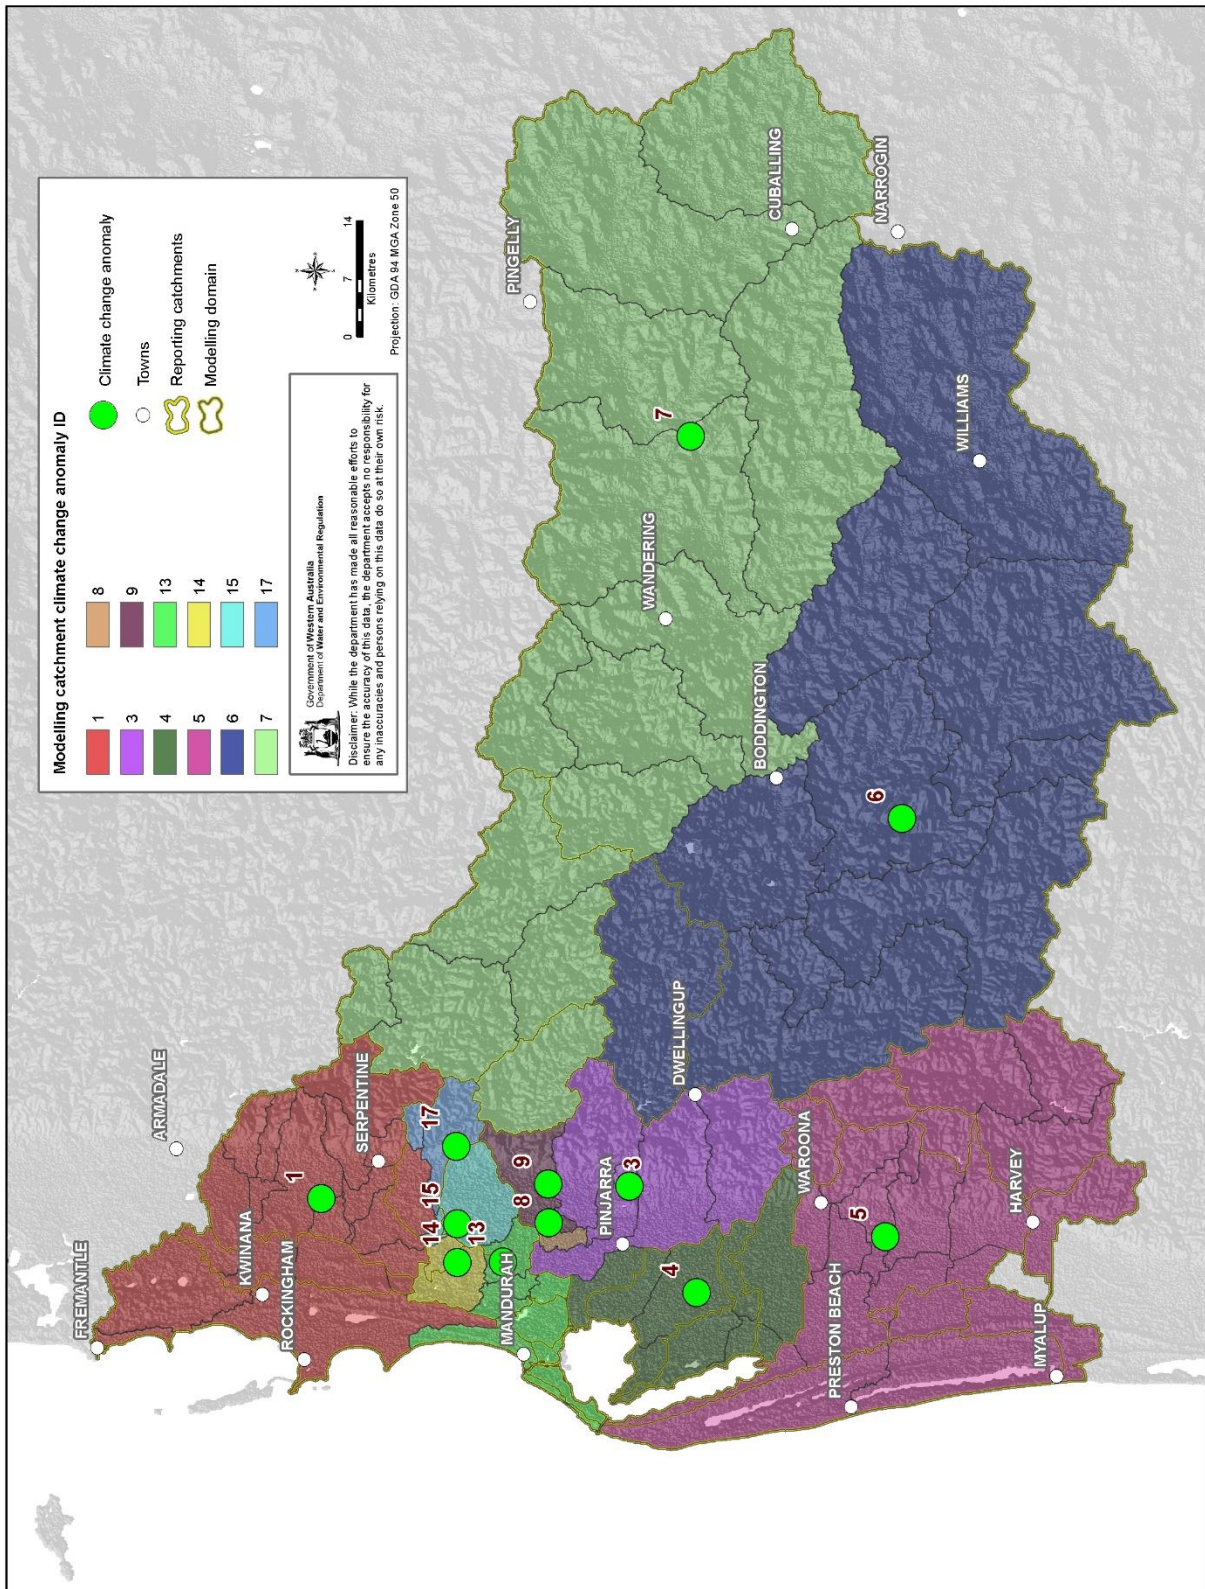 Modelling catchment climate change anomaly ID
1
3
4
5
6
7
8
9
13
14
15
17
Climate change anomaly
Towns
Reporting catchments
Modelling domain
Government of Western Australia
Department of Water and Environmental Regulation
Disclaimer: While the department has made all reasonable efforts to
ensure the accuracy of this data, the department accepts no responsibility for
any inaccuracies and persons relying on this data do so at their own risk.
0 7 14
Kilometres
Projection: GDA 94 MGA Zone 50
FREMANTLE
ARMADALE
KWINANA
1
ROCKINGHAM
SERPENTINE
14
15
17
13
MANDURAH
8
9
PINGELLY
PINJARRA
3
WANDERING
7
4
DWELLINGUP
BODDINGTON
CUBALLING
WAROONA
PRESTON BEACH
5
6
NARROGIN
WILLIAMS
HARVEY
MYALUP